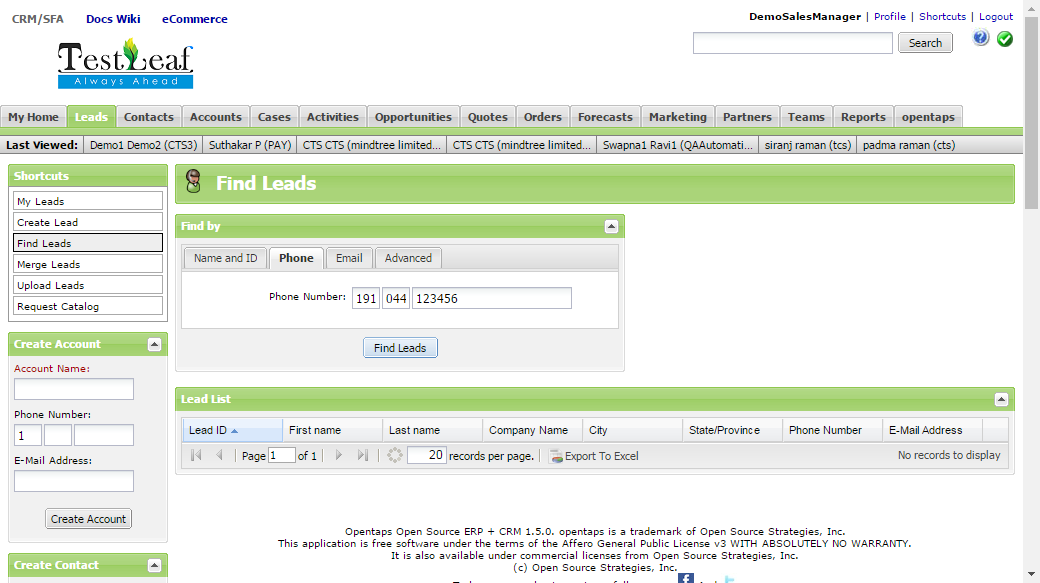 CRM/SFA Docs Wiki eCommerce
DemoSalesManager | Profile | Shortcuts | Logout
Search
TestLeaf
Always Ahead
My Home Leads Contacts Accounts Cases Activities Opportunities Quotes Orders Forecasts Marketing Partners Teams Reports opentaps
Last Viewed: Demo1 Demo2 (CTS3) Suthakar P (PAY) CTS CTS (mindtree limited... CTS CTS (mindtree limited... Swapna1 Ravi1 (QAAutomati... siranj raman (tcs) padma raman (cts)
Shortcuts
My Leads
Create Lead
Find Leads
Merge Leads
Upload Leads
Request Catalog
Create Account
Account Name:
Phone Number:
1
E-Mail Address:
Create Account
Create Contact
Find Leads
Find by
Name and ID Phone Email Advanced
Phone Number: 191 044 123456
Find Leads
Lead List
Lead ID First name Last name Company Name City State/Province Phone Number E-Mail Address
Page 1 of 1 20 records per page. Export To Excel No records to display
Opentaps Open Source ERP + CRM 1.5.0. opentaps is a trademark of Open Source Strategies, Inc.
This application is free software under the terms of the Affero General Public License v3 WITH ABSOLUTELY NO WARRANTY.
It is also available under commercial licenses from Open Source Strategies, Inc.
(c) Open Source Strategies, Inc.